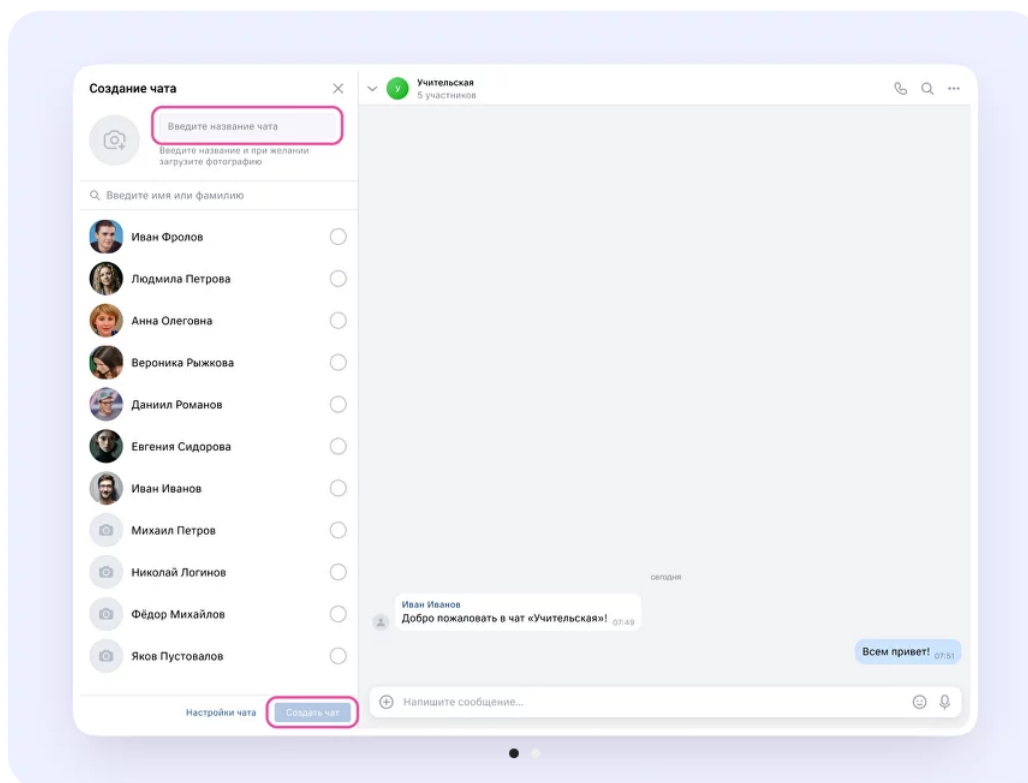 Создание чата
Введите название чата
Введите название и при желании
загрузите фотографию
Введите имя или фамилию
Иван Фролов
Людмила Петрова
Анна Олеговна
Вероника Рыжкова
Даниил Романов
Евгения Сидорова
Иван Иванов
Михаил Петров
Николай Логинов
Фёдор Михайлов
Яков Пустовалов
Настройки чата
Создать чат
У
Учительская
5 участников
сегодня
Иван Иванов
Добро пожаловать в чат «Учительская»! 07:49
Всем привет! 07:51
Напишите сообщение...